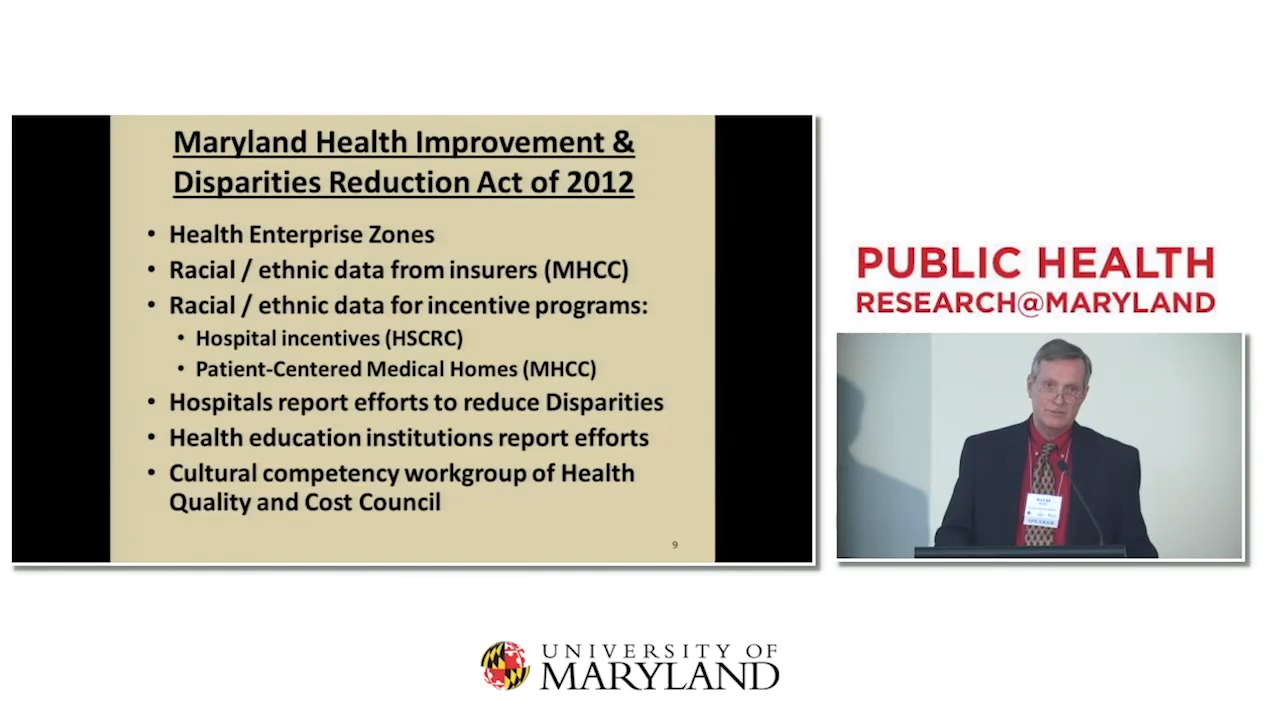 Maryland Health Improvement &
Disparities Reduction Act of 2012
• Health Enterprise Zones
• Racial / ethnic data from insurers (MHCC)
• Racial / ethnic data for incentive programs:
• Hospital incentives (HSCRC)
• Patient-Centered Medical Homes (MHCC)
• Hospitals report efforts to reduce Disparities
• Health education institutions report efforts
• Cultural competency workgroup of Health
Quality and Cost Council
9
PUBLIC HEALTH
RESEARCH@MARYLAND
SPEAKER
UNIVERSITY OF
MARYLAND